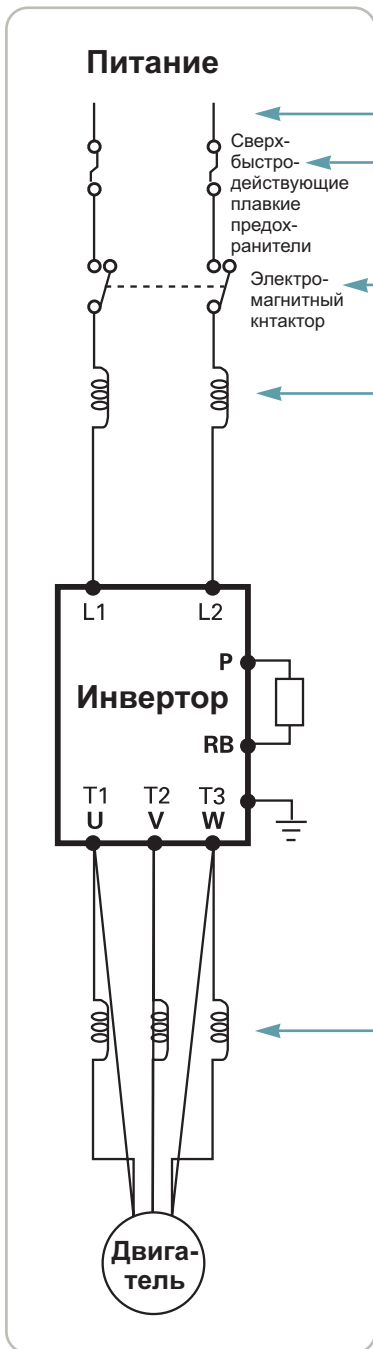 Питание
Сверх-
быстро-
действующие
плавкие
предох-
ранители
Электро-
магнитный
кнтактор
L1 L2
P
Инвертор
RB
T1 T2 T3
U V W
Двига-
тель